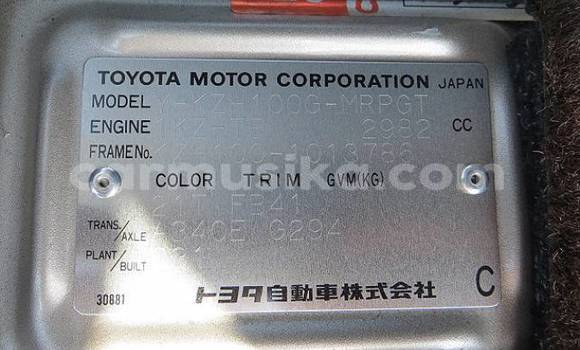 8
TOYOTA MOTOR CORPORATION JAPAN
MODEL Y-KZH100G-MRPGT
ENGINE 1KZ-TE 2982 CC
FRAME No. KZH100-1013786
carmusika.com
COLOR TRIM GVM(KG)
FB41
TRANS./AXLE A340E G294
PLANT/BUILT
30881
トヨタ自動車株式会社 C